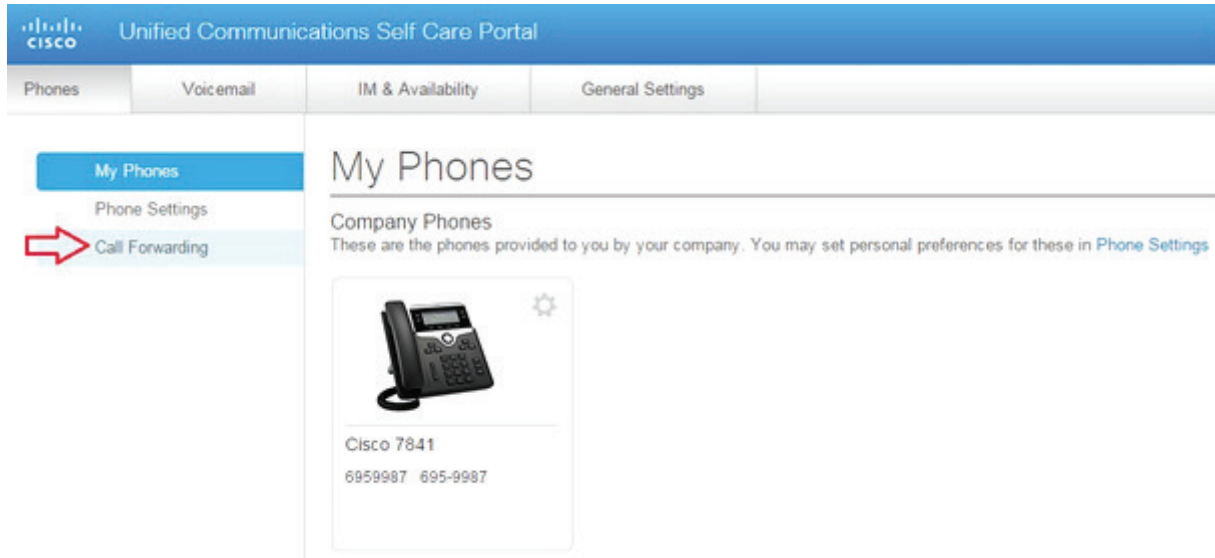 CISCO Unified Communications Self Care Portal
Phones Voicemail IM & Availability General Settings
My Phones
Phone Settings
Call Forwarding
My Phones
Company Phones
These are the phones provided to you by your company. You may set personal preferences for these in Phone Settings
Cisco 7841
6959987 695-9987